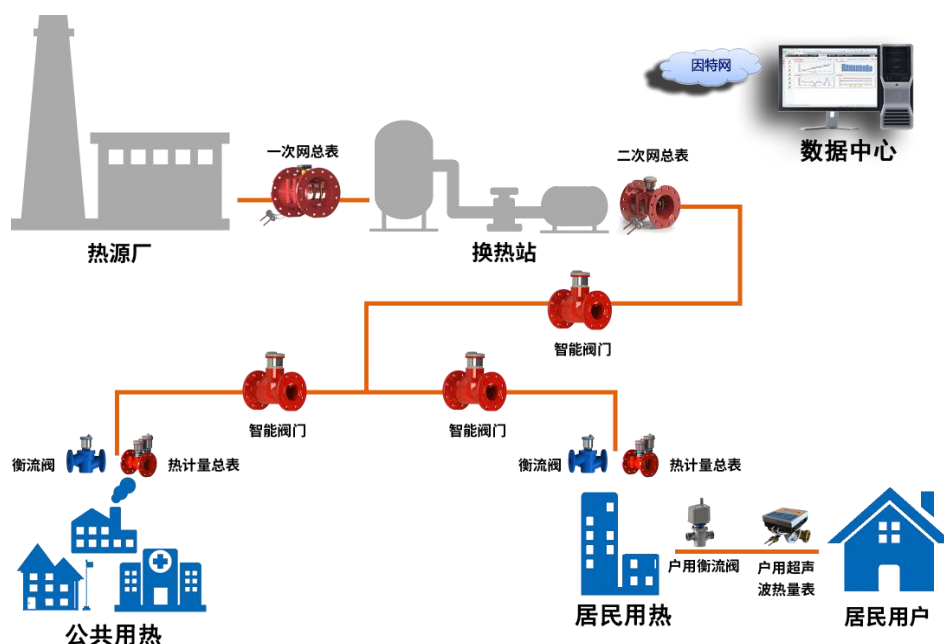 因特网
数据中心
一次网总表
二次网总表
热源厂
换热站
智能阀门
智能阀门
智能阀门
衡流阀
热计量总表
衡流阀
热计量总表
户用衡流阀
户用超声
波热量表
公共用热
居民用热
居民用户